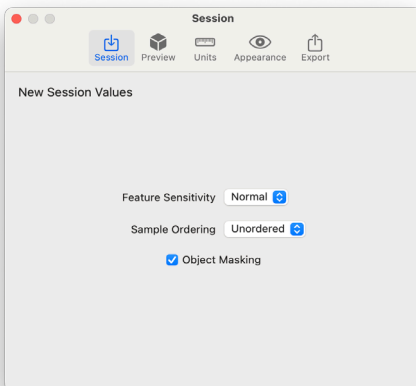 Session
Session Preview Units Appearance Export
New Session Values
Feature Sensitivity Normal
Sample Ordering Unordered
Object Masking